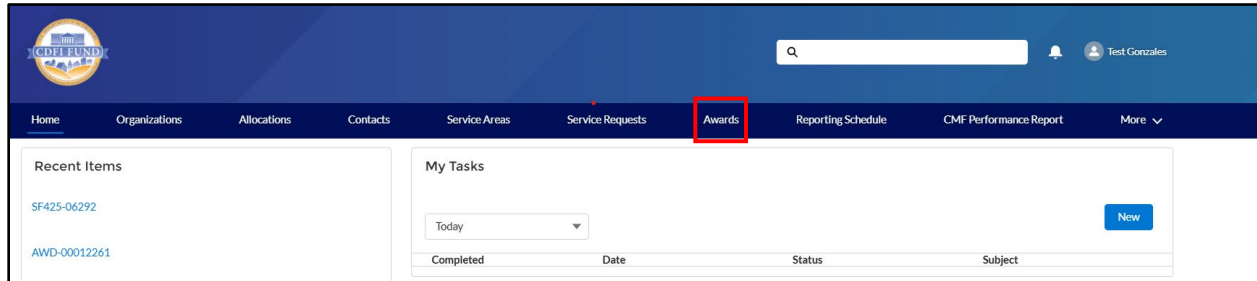 CDFI FUND
Test Gonzales
Home Organizations Allocations Contacts Service Areas Service Requests Awards Reporting Schedule CMF Performance Report More
Recent Items
My Tasks
SF425-06292
Today
New
AWD-00012261
Completed Date Status Subject